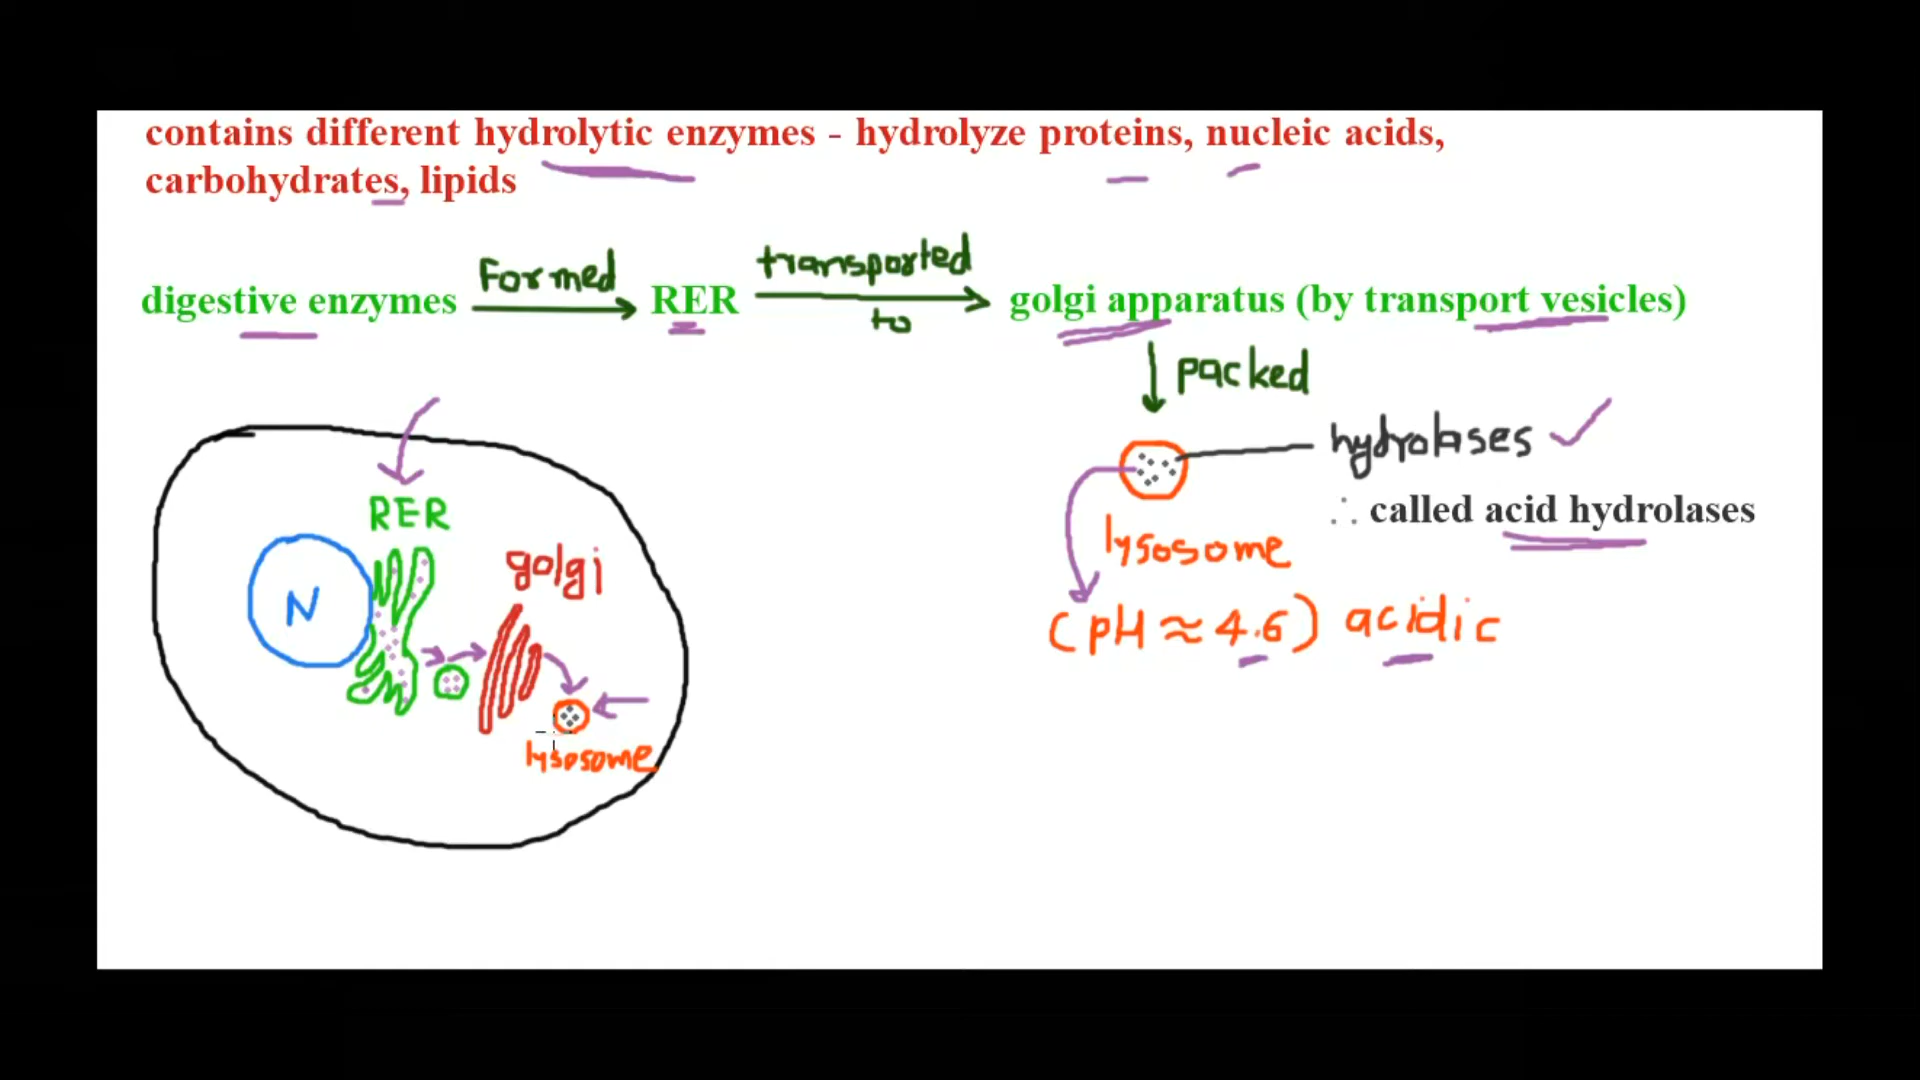 contains different hydrolytic enzymes - hydrolyze proteins, nucleic acids,
carbohydrates, lipids
digestive enzymes Formed RER transported to golgi apparatus (by transport vesicles)
packed
hydrolases
∴ called acid hydrolases
lysosome
(pH ≈ 4.6) acidic
RER
golgi
N
lysosome